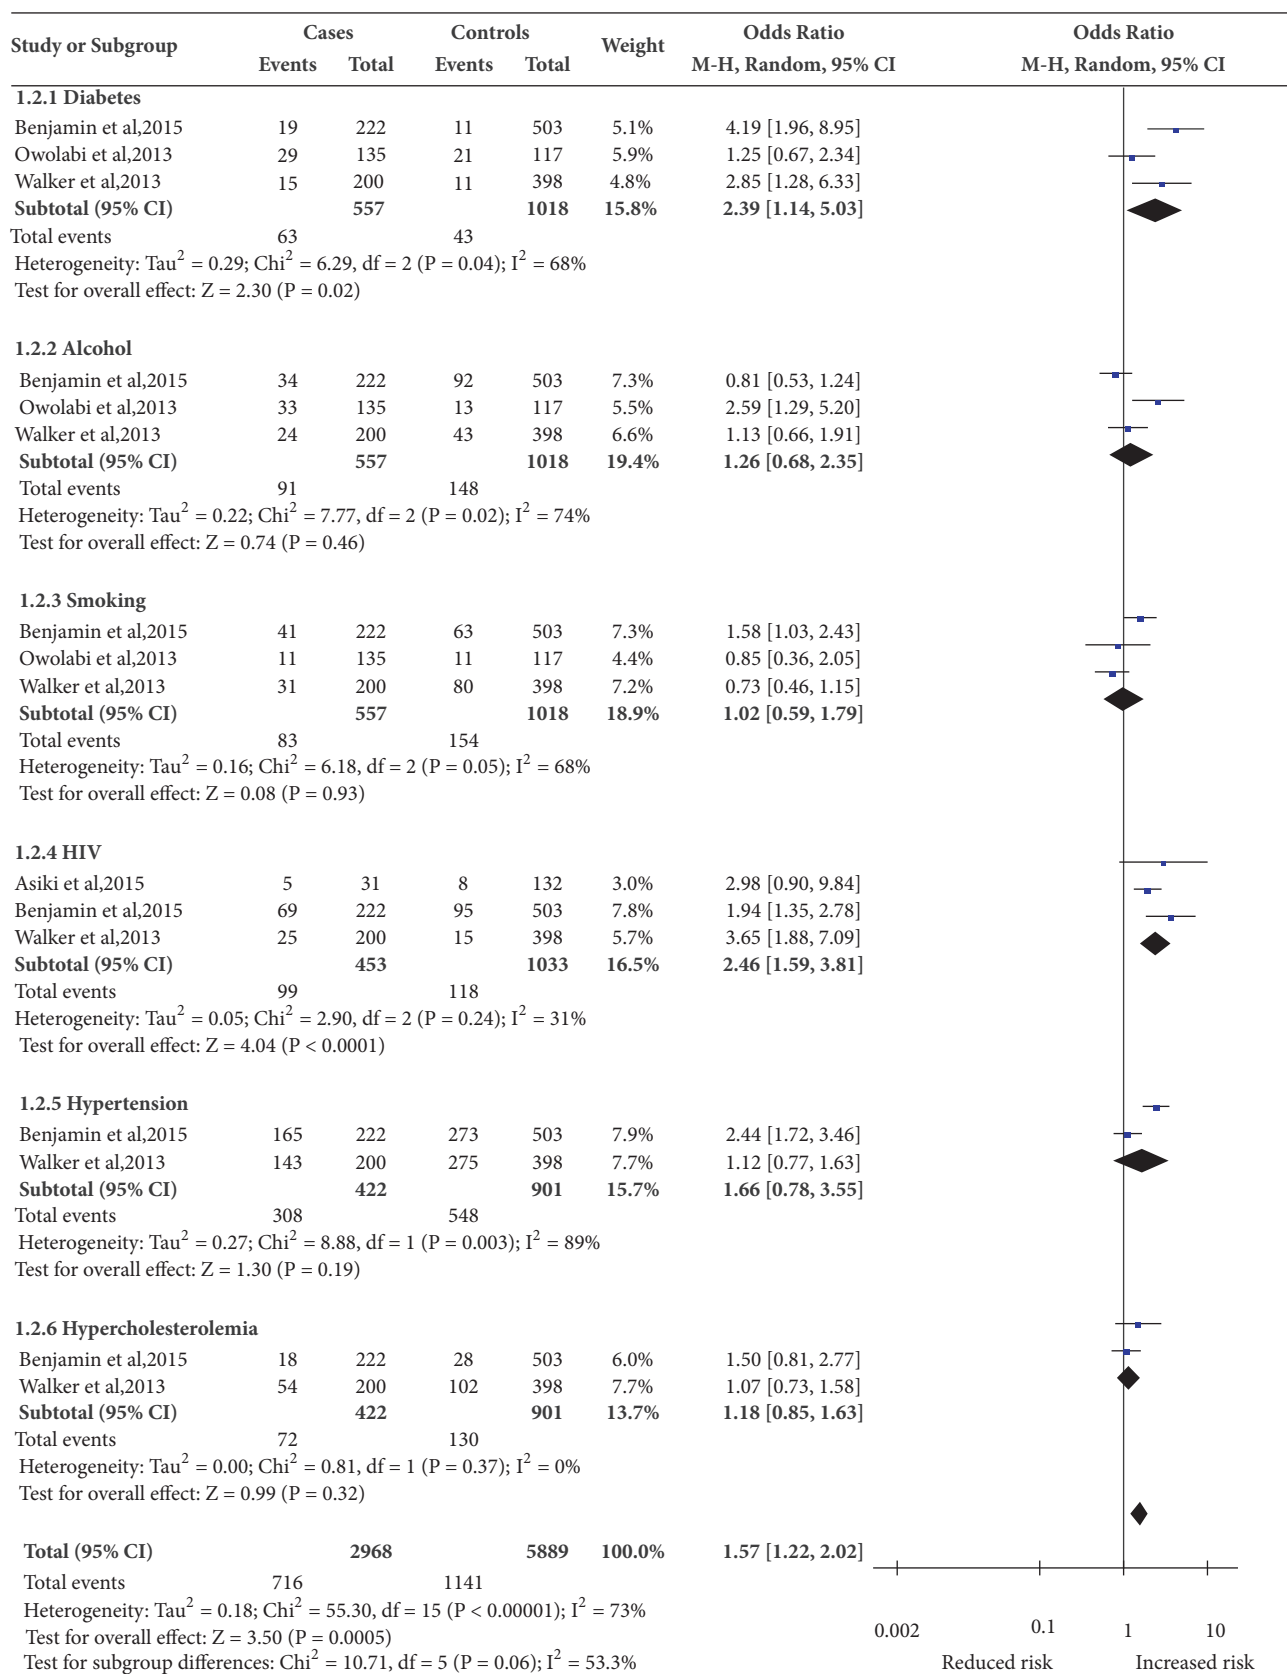 Study or Subgroup Cases Controls Weight Odds Ratio Odds Ratio
Events Total Events Total M-H, Random, 95% CI M-H, Random, 95% CI
1.2.1 Diabetes
Benjamin et al,2015 19 222 11 503 5.1% 4.19 [1.96, 8.95]
Owolabi et al,2013 29 135 21 117 5.9% 1.25 [0.67, 2.34]
Walker et al,2013 15 200 11 398 4.8% 2.85 [1.28, 6.33]
Subtotal (95% CI) 557 1018 15.8% 2.39 [1.14, 5.03]
Total events 63 43
Heterogeneity: Tau² = 0.29; Chi² = 6.29, df = 2 (P = 0.04); I² = 68%
Test for overall effect: Z = 2.30 (P = 0.02)
1.2.2 Alcohol
Benjamin et al,2015 34 222 92 503 7.3% 0.81 [0.53, 1.24]
Owolabi et al,2013 33 135 13 117 5.5% 2.59 [1.29, 5.20]
Walker et al,2013 24 200 43 398 6.6% 1.13 [0.66, 1.91]
Subtotal (95% CI) 557 1018 19.4% 1.26 [0.68, 2.35]
Total events 91 148
Heterogeneity: Tau² = 0.22; Chi² = 7.77, df = 2 (P = 0.02); I² = 74%
Test for overall effect: Z = 0.74 (P = 0.46)
1.2.3 Smoking
Benjamin et al,2015 41 222 63 503 7.3% 1.58 [1.03, 2.43]
Owolabi et al,2013 11 135 11 117 4.4% 0.85 [0.36, 2.05]
Walker et al,2013 31 200 80 398 7.2% 0.73 [0.46, 1.15]
Subtotal (95% CI) 557 1018 18.9% 1.02 [0.59, 1.79]
Total events 83 154
Heterogeneity: Tau² = 0.16; Chi² = 6.18, df = 2 (P = 0.05); I² = 68%
Test for overall effect: Z = 0.08 (P = 0.93)
1.2.4 HIV
Asiki et al,2015 5 31 8 132 3.0% 2.98 [0.90, 9.84]
Benjamin et al,2015 69 222 95 503 7.8% 1.94 [1.35, 2.78]
Walker et al,2013 25 200 15 398 5.7% 3.65 [1.88, 7.09]
Subtotal (95% CI) 453 1033 16.5% 2.46 [1.59, 3.81]
Total events 99 118
Heterogeneity: Tau² = 0.05; Chi² = 2.90, df = 2 (P = 0.24); I² = 31%
Test for overall effect: Z = 4.04 (P < 0.0001)
1.2.5 Hypertension
Benjamin et al,2015 165 222 273 503 7.9% 2.44 [1.72, 3.46]
Walker et al,2013 143 200 275 398 7.7% 1.12 [0.77, 1.63]
Subtotal (95% CI) 422 901 15.7% 1.66 [0.78, 3.55]
Total events 308 548
Heterogeneity: Tau² = 0.27; Chi² = 8.88, df = 1 (P = 0.003); I² = 89%
Test for overall effect: Z = 1.30 (P = 0.19)
1.2.6 Hypercholesterolemia
Benjamin et al,2015 18 222 28 503 6.0% 1.50 [0.81, 2.77]
Walker et al,2013 54 200 102 398 7.7% 1.07 [0.73, 1.58]
Subtotal (95% CI) 422 901 13.7% 1.18 [0.85, 1.63]
Total events 72 130
Heterogeneity: Tau² = 0.00; Chi² = 0.81, df = 1 (P = 0.37); I² = 0%
Test for overall effect: Z = 0.99 (P = 0.32)
Total (95% CI) 2968 5889 100.0% 1.57 [1.22, 2.02]
Total events 716 1141
Heterogeneity: Tau² = 0.18; Chi² = 55.30, df = 15 (P < 0.00001); I² = 73%
Test for overall effect: Z = 3.50 (P = 0.0005) 0.002 0.1 1 10
Test for subgroup differences: Chi² = 10.71, df = 5 (P = 0.06); I² = 53.3% Reduced risk Increased risk